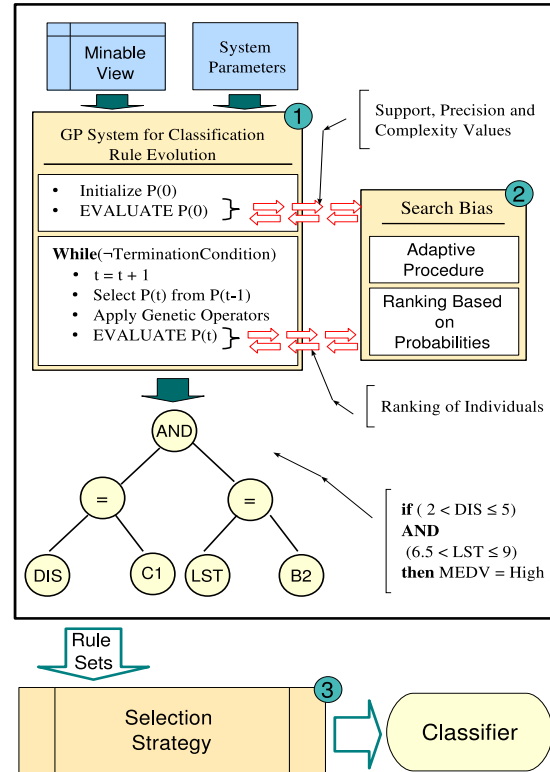 Minable
View
System
Parameters
1
GP System for Classification
Rule Evolution
Support, Precision and
Complexity Values
• Initialize P(0)
• EVALUATE P(0)
2
Search Bias
Adaptive
Procedure
Ranking Based
on
Probabilities
While(¬TerminationCondition)
• t = t + 1
• Select P(t) from P(t-1)
• Apply Genetic Operators
• EVALUATE P(t)
Ranking of Individuals
AND
=
=
DIS
C1
LST
B2
if ( 2 < DIS ≤ 5)
AND
(6.5 < LST ≤ 9)
then MEDV = High
Rule
Sets
3
Selection
Strategy
Classifier